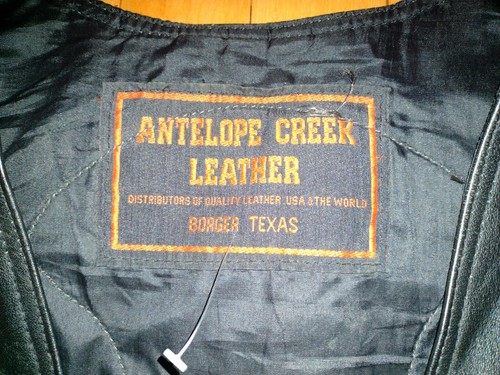 ANTELOPE CREEK
LEATHER
DISTRIBUTORS OF QUALITY LEATHER USA & THE WORLD
BORGER TEXAS